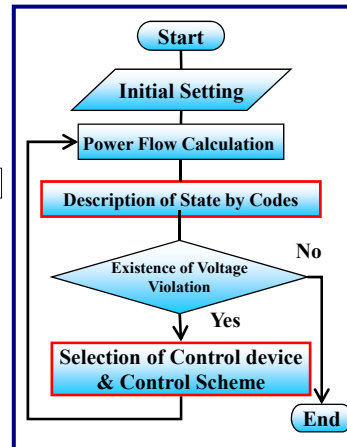 Start
Initial Setting
Power Flow Calculation
Description of State by Codes
Existence of Voltage
Violation
No
Yes
Selection of Control device
& Control Scheme
End